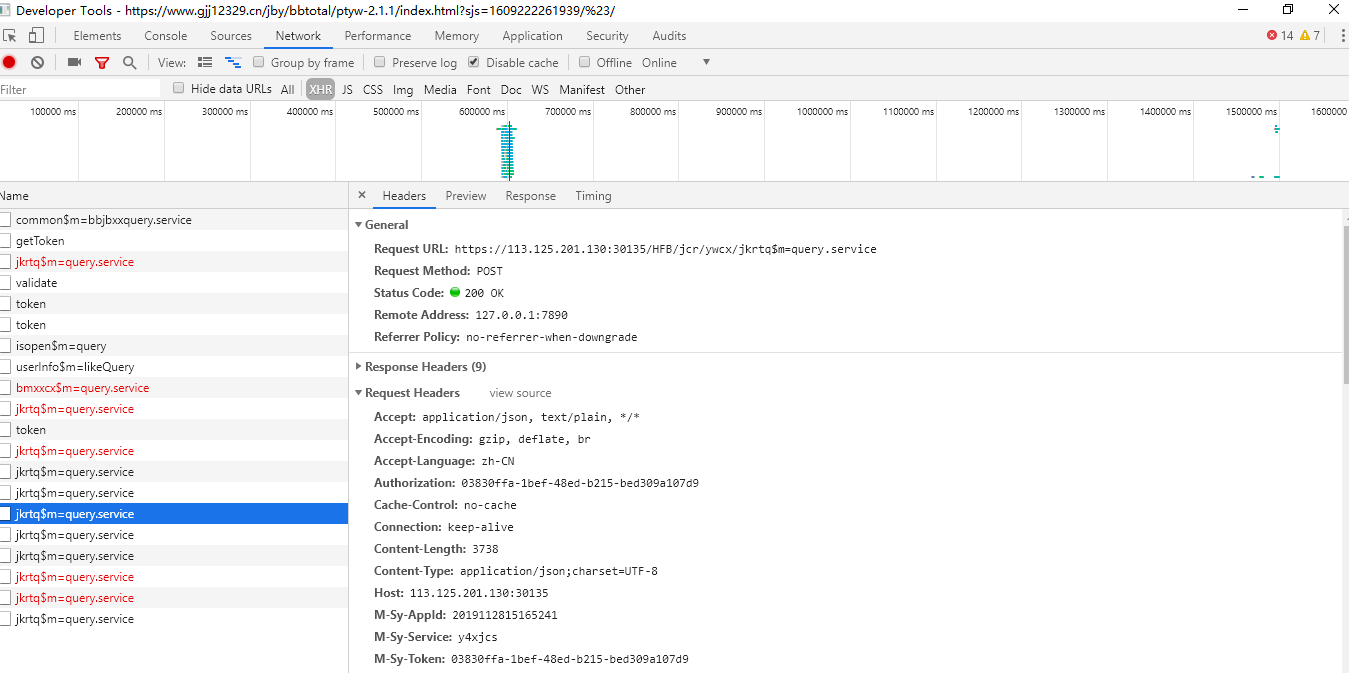 Developer Tools - https://www.gjj12329.cn/jby/bbtotal/ptyw-2.1.1/index.html?sjs=1609222261939/%23/
Elements Console Sources Network Performance Memory Application Security Audits 14 7
View: Group by frame Preserve log Disable cache Offline Online
Filter Hide data URLs All XHR JS CSS Img Media Font Doc WS Manifest Other
100000 ms 200000 ms 300000 ms 400000 ms 500000 ms 600000 ms 700000 ms 800000 ms 900000 ms 1000000 ms 1100000 ms 1200000 ms 1300000 ms 1400000 ms 1500000 ms 1600000
Name
common$m=bbjbxxquery.service
getToken
jkrtq$m=query.service
validate
token
token
isopen$m=query
userInfo$m=likeQuery
bmxxcx$m=query.service
jkrtq$m=query.service
token
jkrtq$m=query.service
jkrtq$m=query.service
jkrtq$m=query.service
jkrtq$m=query.service
jkrtq$m=query.service
jkrtq$m=query.service
jkrtq$m=query.service
jkrtq$m=query.service
jkrtq$m=query.service
× Headers Preview Response Timing
General
Request URL: https://113.125.201.130:30135/HFB/jcr/ywcx/jkrtq$m=query.service
Request Method: POST
Status Code: 200 OK
Remote Address: 127.0.0.1:7890
Referrer Policy: no-referrer-when-downgrade
Response Headers (9)
Request Headers view source
Accept: application/json, text/plain, */*
Accept-Encoding: gzip, deflate, br
Accept-Language: zh-CN
Authorization: 03830ffa-1bef-48ed-b215-bed309a107d9
Cache-Control: no-cache
Connection: keep-alive
Content-Length: 3738
Content-Type: application/json;charset=UTF-8
Host: 113.125.201.130:30135
M-Sy-AppId: 2019112815165241
M-Sy-Service: y4xjcs
M-Sy-Token: 03830ffa-1bef-48ed-b215-bed309a107d9